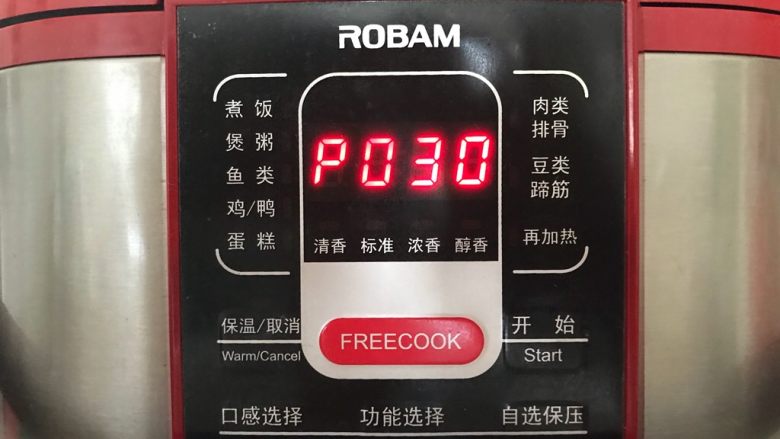 ROBAM
煮 饭
煲 粥
鱼 类
鸡/鸭
蛋 糕
P030
清香 标准 浓香 醇香
肉类
排骨
豆类
蹄筋
再加热
保温/取消
Warm/Cancel
FREECOOK
开 始
Start
口感选择 功能选择 自选保压